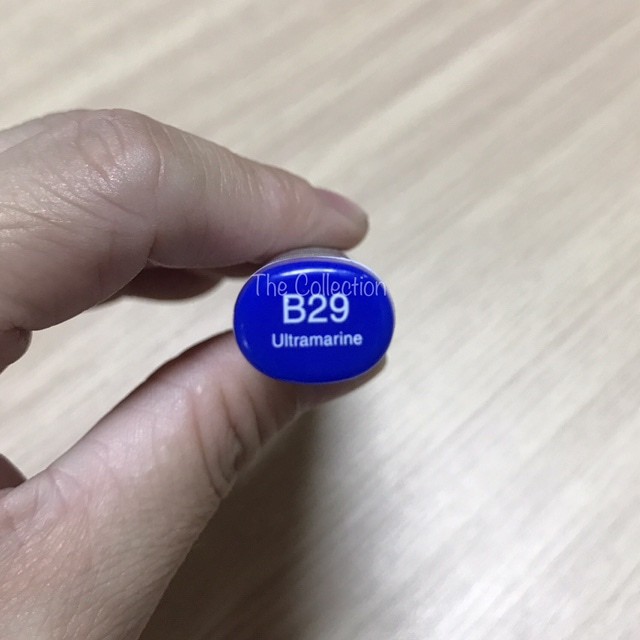 The Collection
B29
Ultramarine